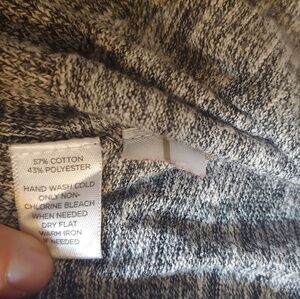 57% COTTON
43% POLYESTER
HAND WASH COLD
ONLY NON-
CHLORINE BLEACH
WHEN NEEDED
DRY FLAT
WARM IRON
IF NEEDED